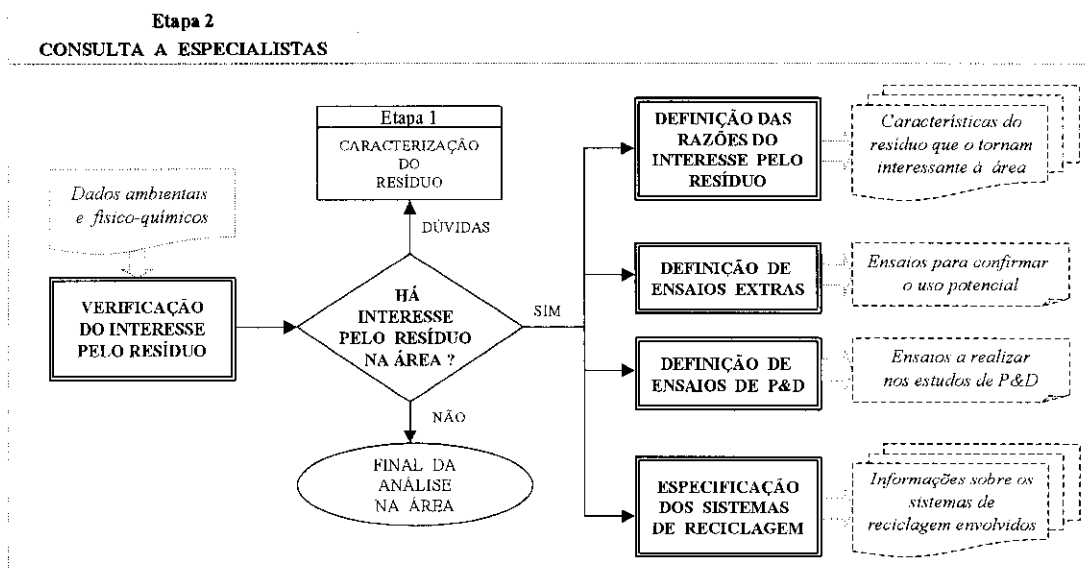 Etapa 2
CONSULTA A ESPECIALISTAS
Dados ambientais
e físico-químicos
VERIFICAÇÃO
DO INTERESSE
PELO RESÍDUO
Etapa 1
CARACTERIZAÇÃO
DO
RESÍDUO
DÚVIDAS
HÁ
INTERESSE
PELO RESÍDUO
NA ÁREA ?
SIM
NÃO
FINAL DA
ANÁLISE
NA ÁREA
DEFINIÇÃO DAS
RAZÕES DO
INTERESSE PELO
RESÍDUO
Características do
resíduo que o tornam
interessante à área
DEFINIÇÃO DE
ENSAIOS EXTRAS
Ensaios para confirmar
o uso potencial
DEFINIÇÃO DE
ENSAIOS DE P&D
Ensaios a realizar
nos estudos de P&D
ESPECIFICAÇÃO
DOS SISTEMAS
DE RECICLAGEM
Informações sobre os
sistemas de
reciclagem envolvidos